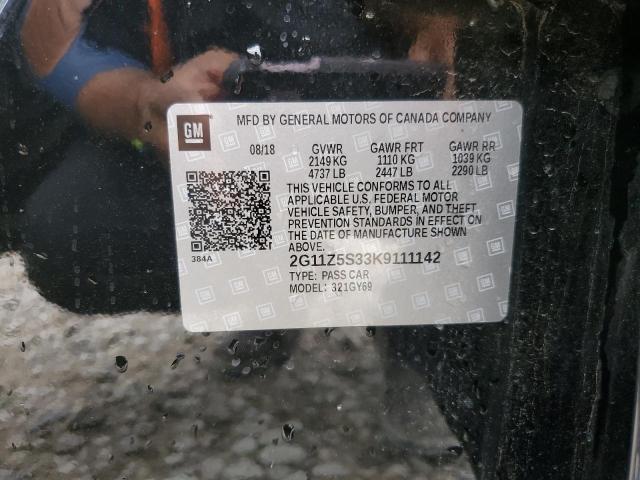 GM
MFD BY GENERAL MOTORS OF CANADA COMPANY
08/18 GVWR GAWR FRT GAWR RR
2149 KG 1110 KG 1039 KG
4737 LB 2447 LB 2290 LB
THIS VEHICLE CONFORMS TO ALL
APPLICABLE U.S. FEDERAL MOTOR
VEHICLE SAFETY, BUMPER, AND THEFT
PREVENTION STANDARDS IN EFFECT ON
THE DATE OF MANUFACTURE SHOWN
ABOVE.
384A
2G11Z5S33K9111142
TYPE: PASS CAR
MODEL: 321GY69